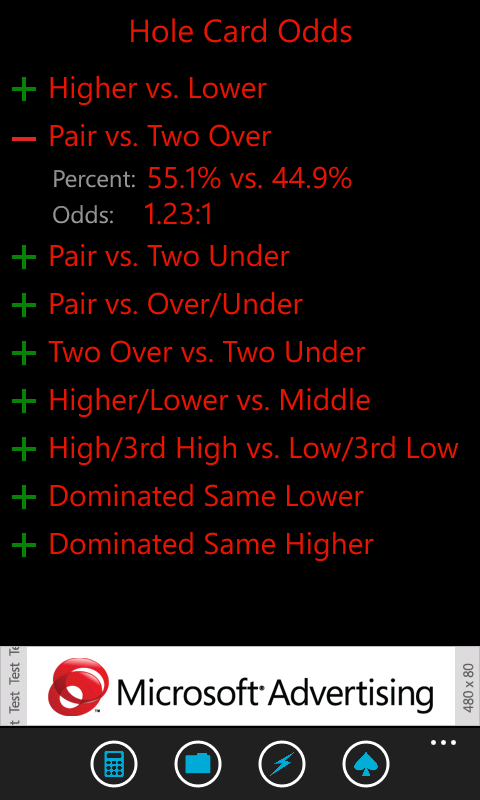 Hole Card Odds
Higher vs. Lower
Pair vs. Two Over
Percent: 55.1% vs. 44.9%
Odds: 1.23:1
Pair vs. Two Under
Pair vs. Over/Under
Two Over vs. Two Under
Higher/Lower vs. Middle
High/3rd High vs. Low/3rd Low
Dominated Same Lower
Dominated Same Higher
t Test Test Te
Microsoft Advertising
480 x 80